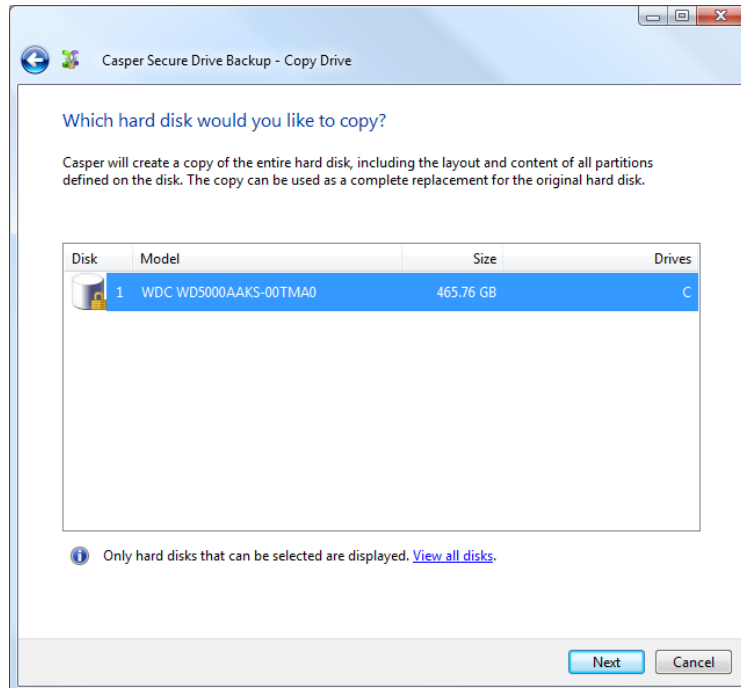 Casper Secure Drive Backup - Copy Drive
Which hard disk would you like to copy?
Casper will create a copy of the entire hard disk, including the layout and content of all partitions
defined on the disk. The copy can be used as a complete replacement for the original hard disk.
Disk Model Size Drives
1 WDC WD5000AAKS-00TMA0 465.76 GB C
Only hard disks that can be selected are displayed. View all disks.
Next Cancel